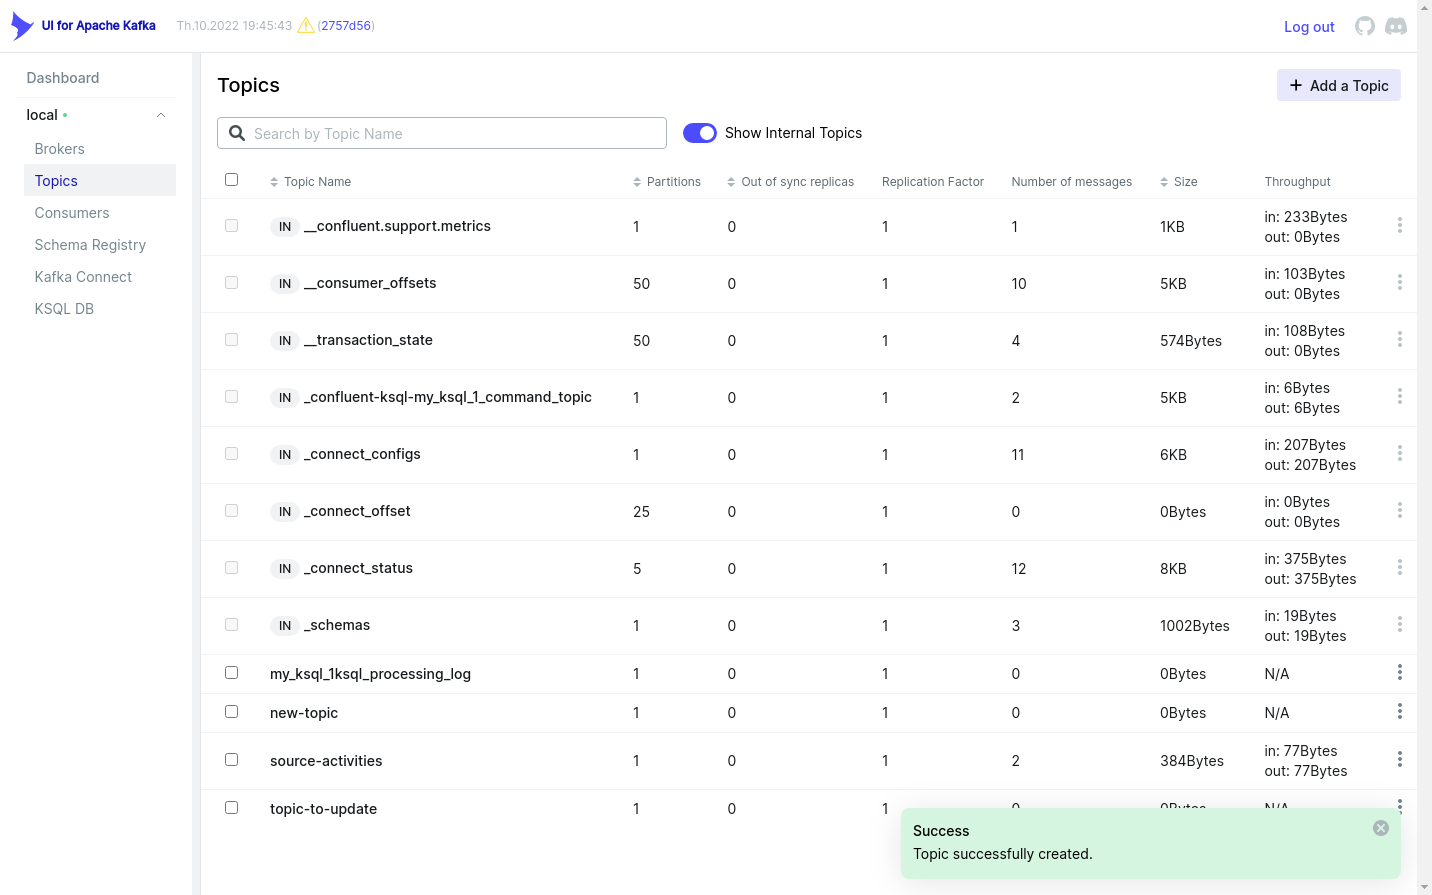 UI for Apache Kafka Th.10.2022 19:45:43 (2757d56) Log out
Dashboard
local
Brokers
Topics
Consumers
Schema Registry
Kafka Connect
KSQL DB
Topics
Add a Topic
Search by Topic Name
Show Internal Topics
Topic Name Partitions Out of sync replicas Replication Factor Number of messages Size Throughput
IN __confluent.support.metrics 1 0 1 1 1KB in: 233Bytes
out: 0Bytes
IN __consumer_offsets 50 0 1 10 5KB in: 103Bytes
out: 0Bytes
IN __transaction_state 50 0 1 4 574Bytes in: 108Bytes
out: 0Bytes
IN _confluent-ksql-my_ksql_1_command_topic 1 0 1 2 5KB in: 6Bytes
out: 6Bytes
IN _connect_configs 1 0 1 11 6KB in: 207Bytes
out: 207Bytes
IN _connect_offset 25 0 1 0 0Bytes in: 0Bytes
out: 0Bytes
IN _connect_status 5 0 1 12 8KB in: 375Bytes
out: 375Bytes
IN _schemas 1 0 1 3 1002Bytes in: 19Bytes
out: 19Bytes
my_ksql_1ksql_processing_log 1 0 1 0 0Bytes N/A
new-topic 1 0 1 0 0Bytes N/A
source-activities 1 0 1 2 384Bytes in: 77Bytes
out: 77Bytes
topic-to-update 1 0 1 0 0Bytes N/A
Success
Topic successfully created.